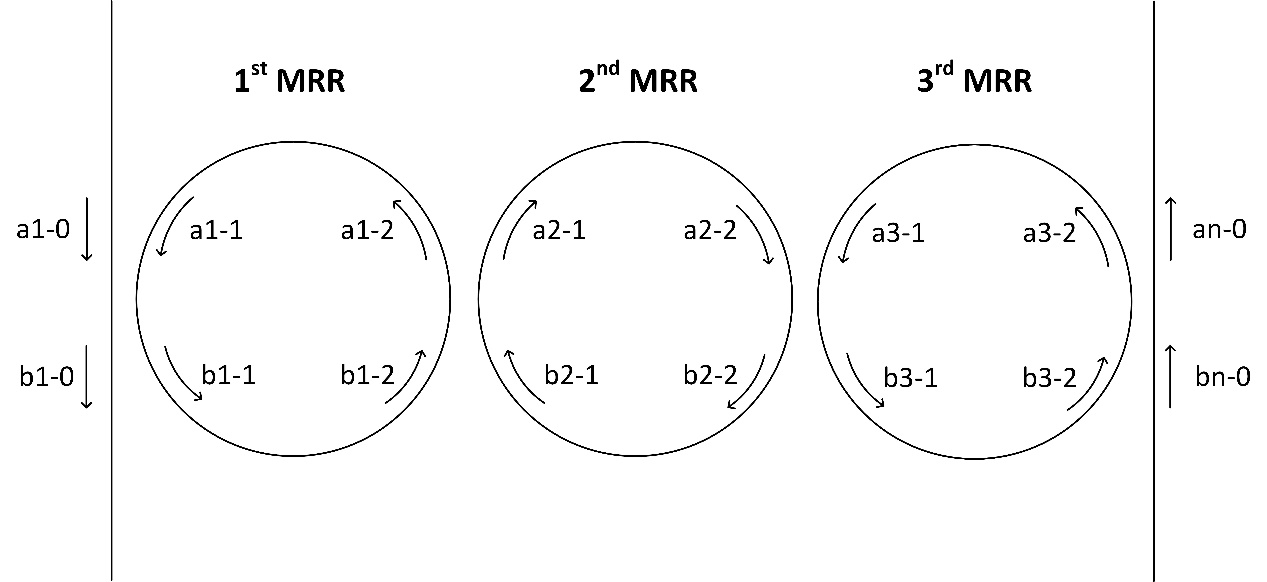 1st MRR
2nd MRR
3rd MRR
a1-0
a1-1
a1-2
a2-1
a2-2
a3-1
a3-2
an-0
b1-0
b1-1
b1-2
b2-1
b2-2
b3-1
b3-2
bn-0